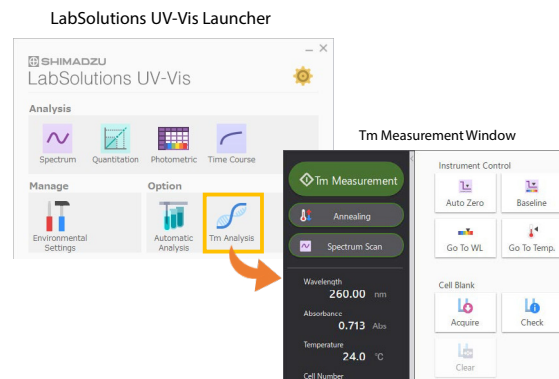 LabSolutions UV-Vis Launcher
SHIMADZU
LabSolutions UV-Vis
Analysis
Spectrum
Quantitation
Photometric
Time Course
Manage
Option
Environmental
Settings
Automatic
Analysis
Tm Analysis
Tm Measurement Window
Tm Measurement
Annealing
Spectrum Scan
Wavelength
260.00 nm
Absorbance
0.713 Abs
Temperature
24.0 °C
Cell Number
Instrument Control
Auto Zero
Baseline
Go To WL
Go To Temp.
Cell Blank
Acquire
Check
Clear